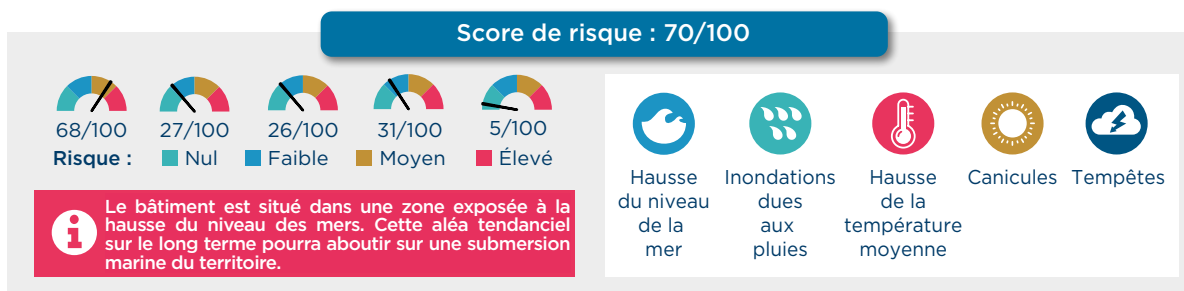 Score de risque : 70/100
68/100 27/100 26/100 31/100 5/100
Risque : Nul Faible Moyen Élevé
Le bâtiment est situé dans une zone exposée à la
hausse du niveau des mers. Cette aléa tendanciel
sur le long terme pourra aboutir sur une submersion
marine du territoire.
Hausse
du niveau
de la
mer
Inondations
dues
aux
pluies
Hausse
de la
température
moyenne
Canicules
Tempêtes